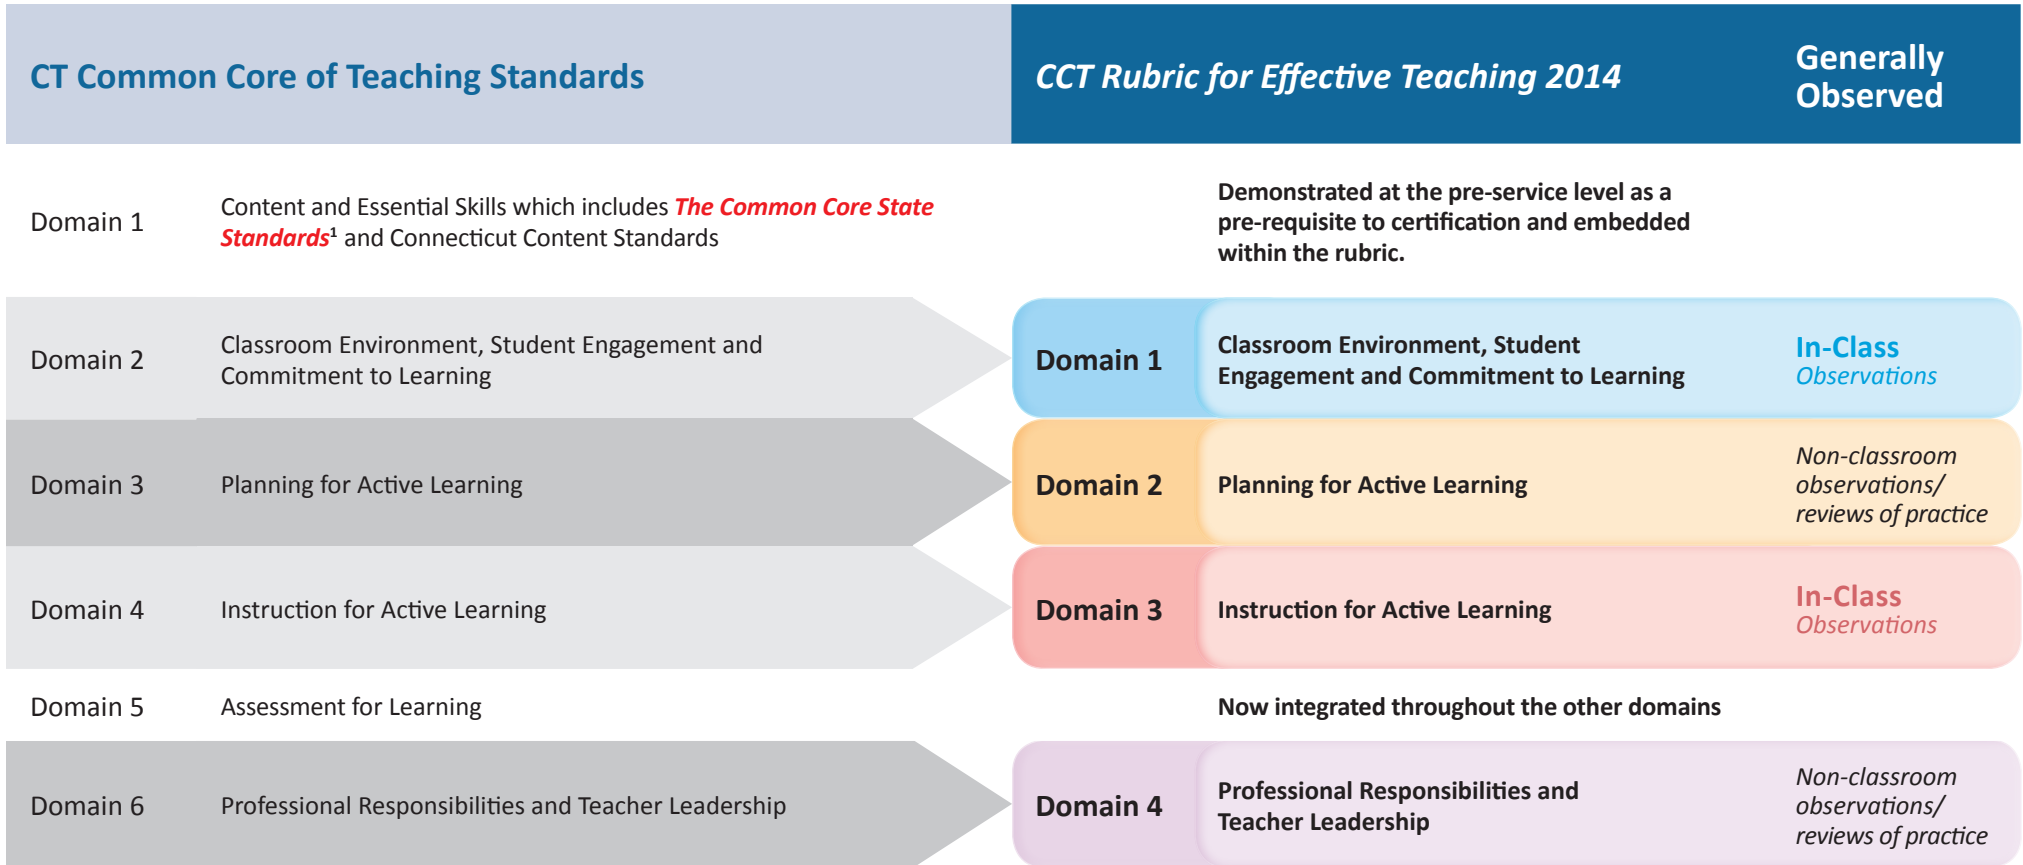 CT Common Core of Teaching Standards
CCT Rubric for Effective Teaching 2014
Generally
Observed
Domain 1
Content and Essential Skills which includes The Common Core State
Standards¹ and Connecticut Content Standards
Demonstrated at the pre-service level as a
pre-requisite to certification and embedded
within the rubric.
Domain 2
Classroom Environment, Student Engagement and
Commitment to Learning
Domain 1
Classroom Environment, Student
Engagement and Commitment to Learning
In-Class
Observations
Domain 3
Planning for Active Learning
Domain 2
Planning for Active Learning
Non-classroom
observations/
reviews of practice
Domain 4
Instruction for Active Learning
Domain 3
Instruction for Active Learning
In-Class
Observations
Domain 5
Assessment for Learning
Now integrated throughout the other domains
Domain 6
Professional Responsibilities and Teacher Leadership
Domain 4
Professional Responsibilities and
Teacher Leadership
Non-classroom
observations/
reviews of practice